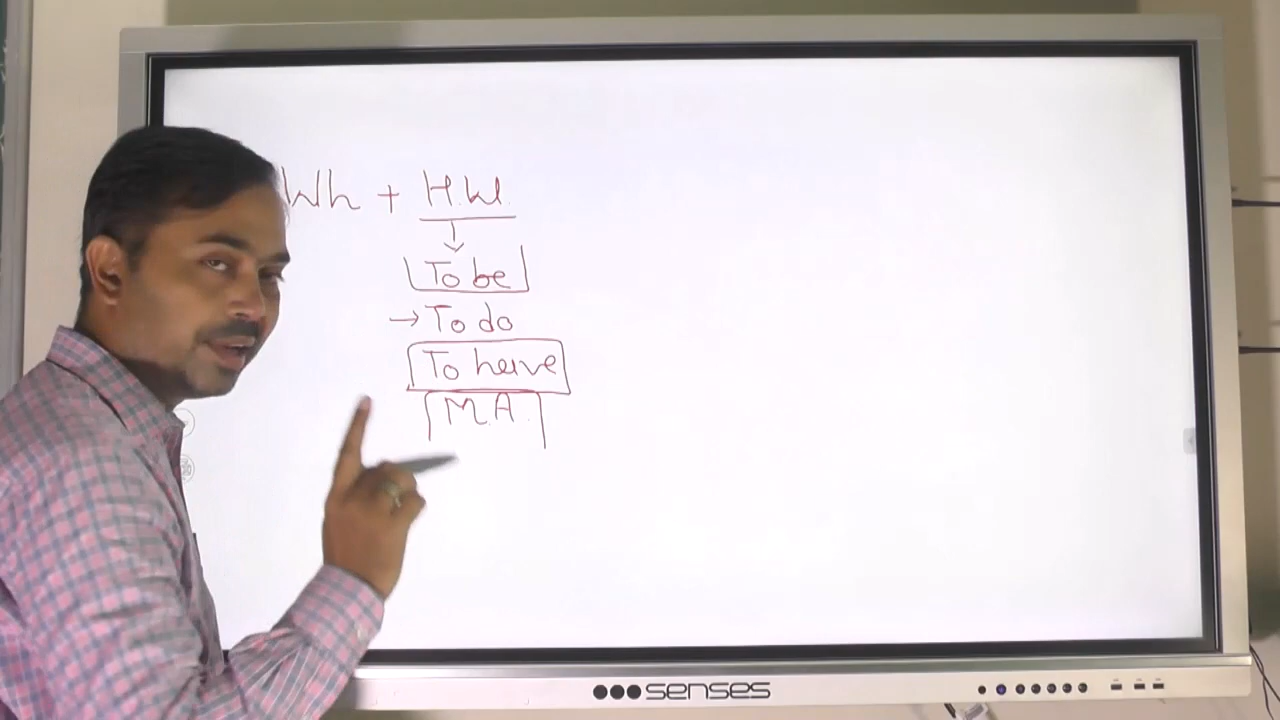 Wh + H.W.
To be
→ To do
To have
M.A.
senses